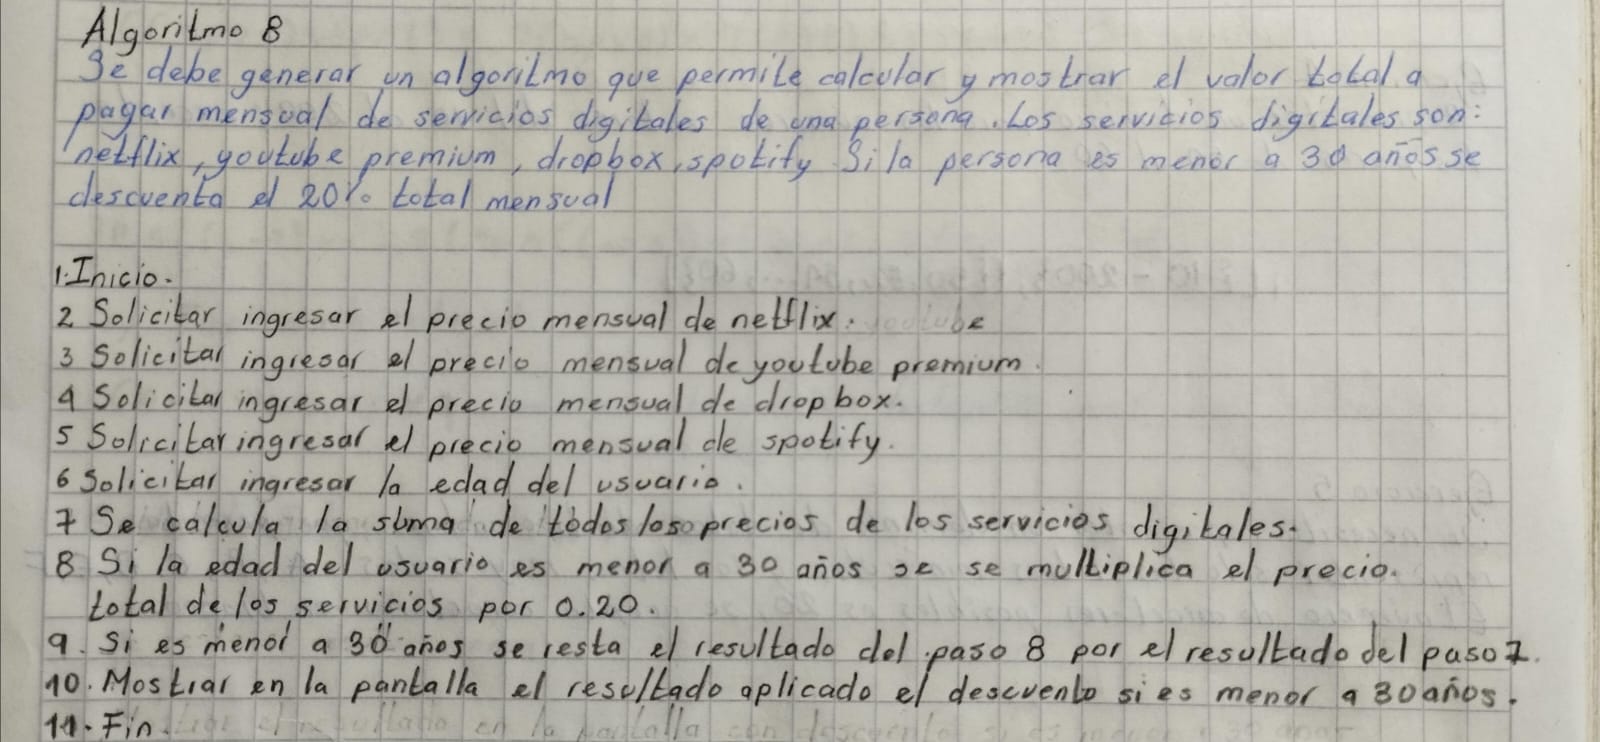 Algoritmo 8
Se debe generar un algoritmo que permite calcular y mostrar el valor total a
pagar mensual de servicios digitales de una persona. Los servicios digitales son:
netflix, youtube premium, dropbox, spotify Si la persona es menor a 30 años se
descuenta el 20% total mensual
1. Inicio.
2 Solicitar ingresar el precio mensual de netflix.
3 Solicitar ingresar el precio mensual de youtube premium.
4 Solicitar ingresar el precio mensual de dropbox.
5 Solicitar ingresar el precio mensual de spotify.
6 Solicitar ingresar la edad del usuario.
7 Se calcula la suma de todos los precios de los servicios digitales.
8 Si la edad del usuario es menor a 30 años se se multiplica el precio.
total de los servicios por 0.20.
9. Si es menor a 30 años se resta el resultado del paso 8 por el resultado del paso 7.
10. Mostrar en la pantalla el resultado aplicado el descuento si es menor a 30 años.
11. Fin.